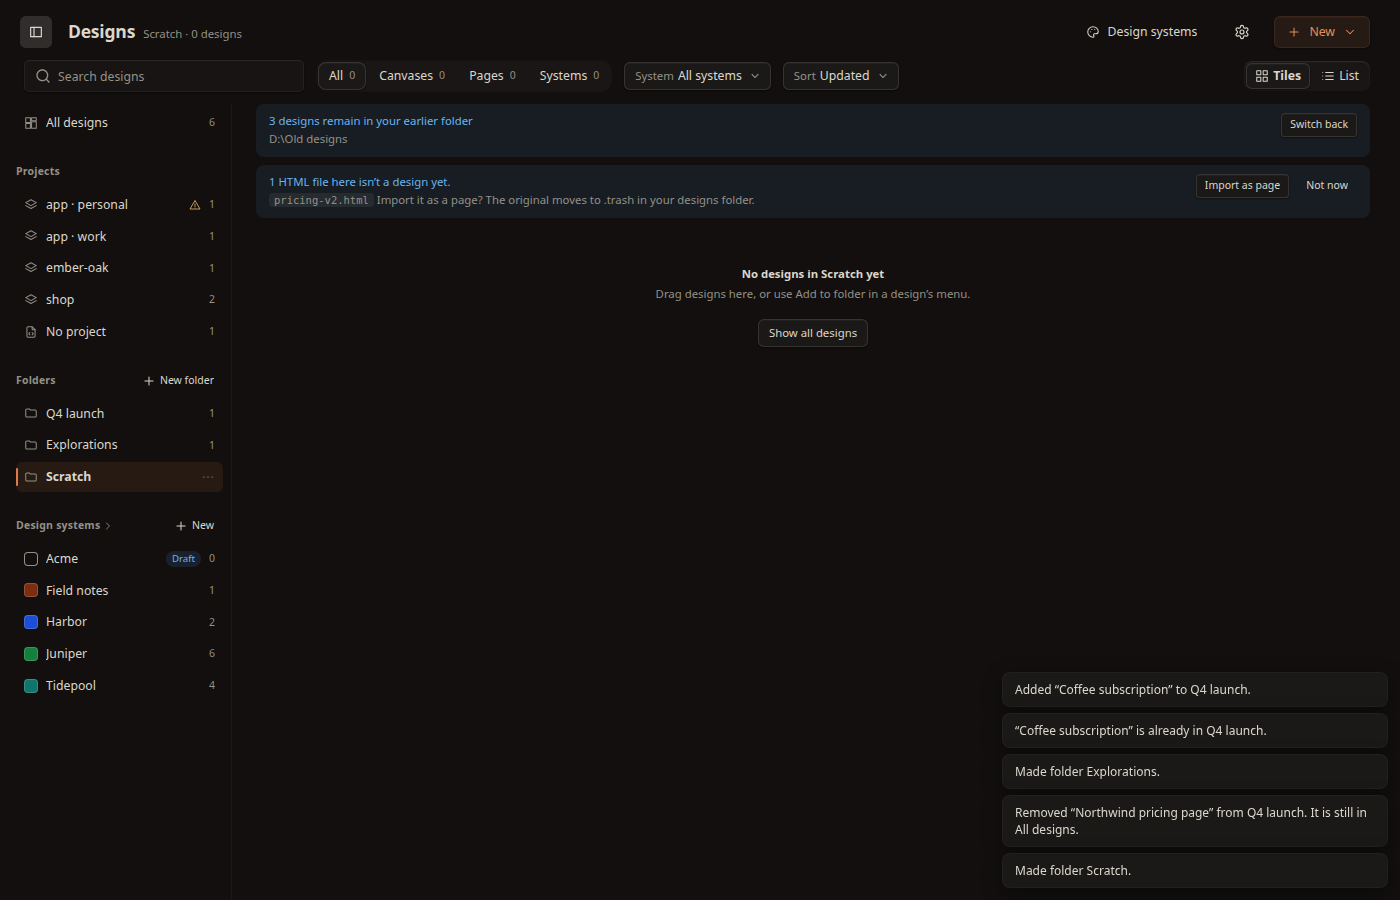 Designs Scratch · 0 designs
Design systems
New
Search designs
All 0
Canvases 0
Pages 0
Systems 0
System All systems
Sort Updated
Tiles
List
All designs 6
Projects
app · personal 1
app · work 1
ember-oak 1
shop 2
No project 1
Folders
New folder
Q4 launch 1
Explorations 1
Scratch ···
Design systems
New
Acme Draft 0
Field notes 1
Harbor 2
Juniper 6
Tidepool 4
3 designs remain in your earlier folder
D:\Old designs
Switch back
1 HTML file here isn’t a design yet.
pricing-v2.html Import it as a page? The original moves to .trash in your designs folder.
Import as page
Not now
No designs in Scratch yet
Drag designs here, or use Add to folder in a design’s menu.
Show all designs
Added “Coffee subscription” to Q4 launch.
“Coffee subscription” is already in Q4 launch.
Made folder Explorations.
Removed “Northwind pricing page” from Q4 launch. It is still in
All designs.
Made folder Scratch.